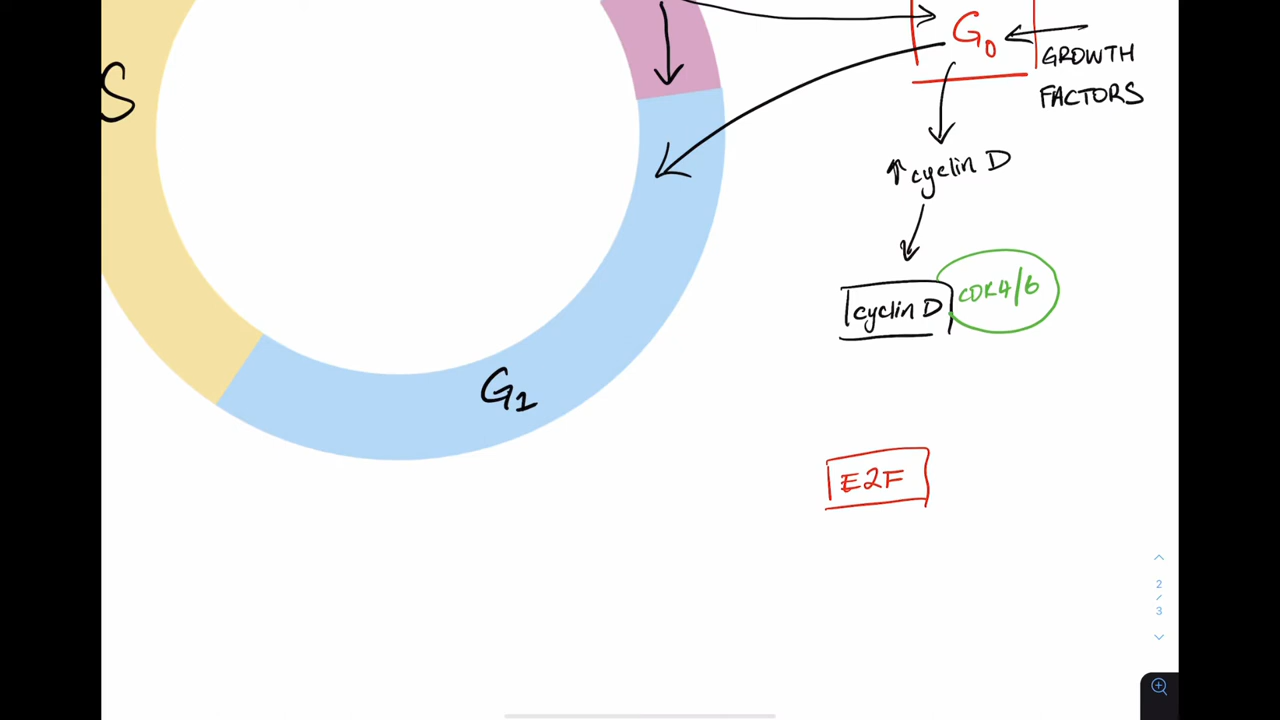 G₀
GROWTH
FACTORS
S
↑ cyclin D
cyclin D
CDK4/6
G₁
E2F
2
/
3